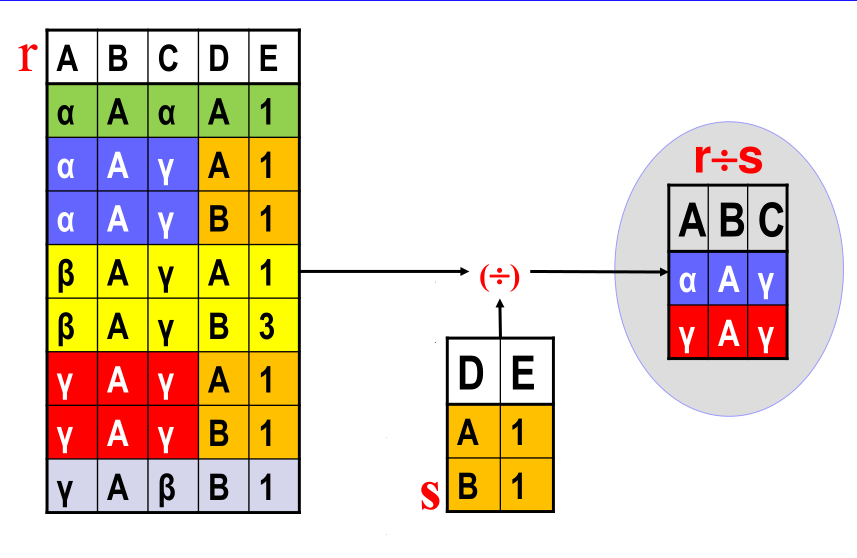 r
A B C D E
α A α A 1
α A γ A 1
α A γ B 1
β A γ A 1
β A γ B 3
γ A γ A 1
γ A γ B 1
γ A β B 1
(÷)
D E
A 1
B 1
s
r÷s
A B C
α A γ
γ A γ